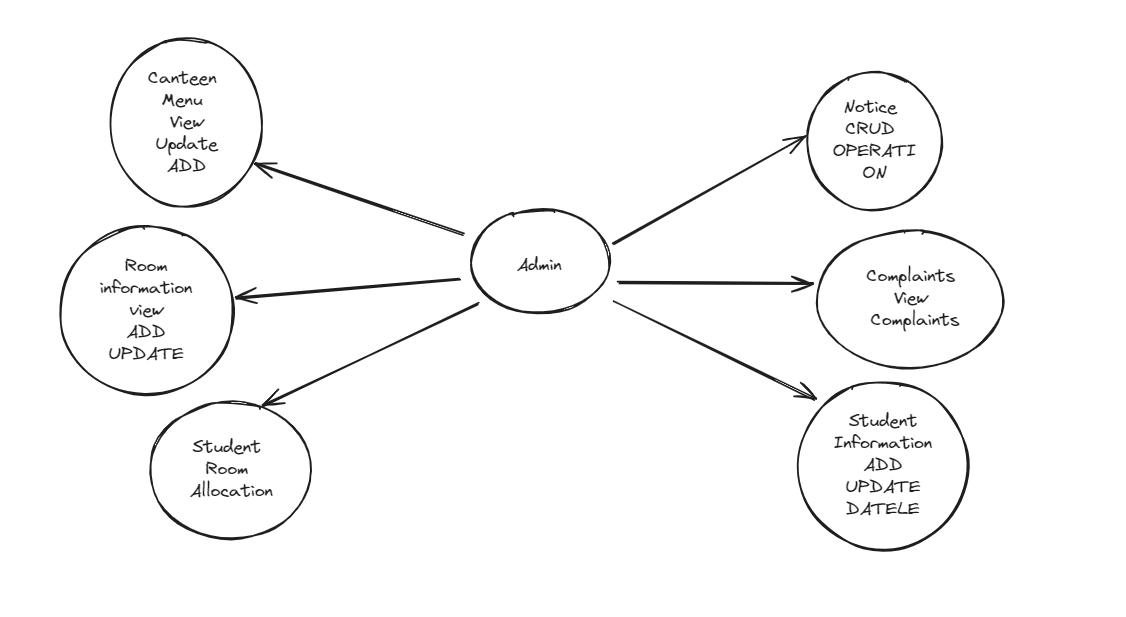 Canteen
Menu
View
Update
ADD
Notice
CRUD
OPERATI
ON
Admin
Room
information
view
ADD
UPDATE
Complaints
View
Complaints
Student
Room
Allocation
Student
Information
ADD
UPDATE
DATELE